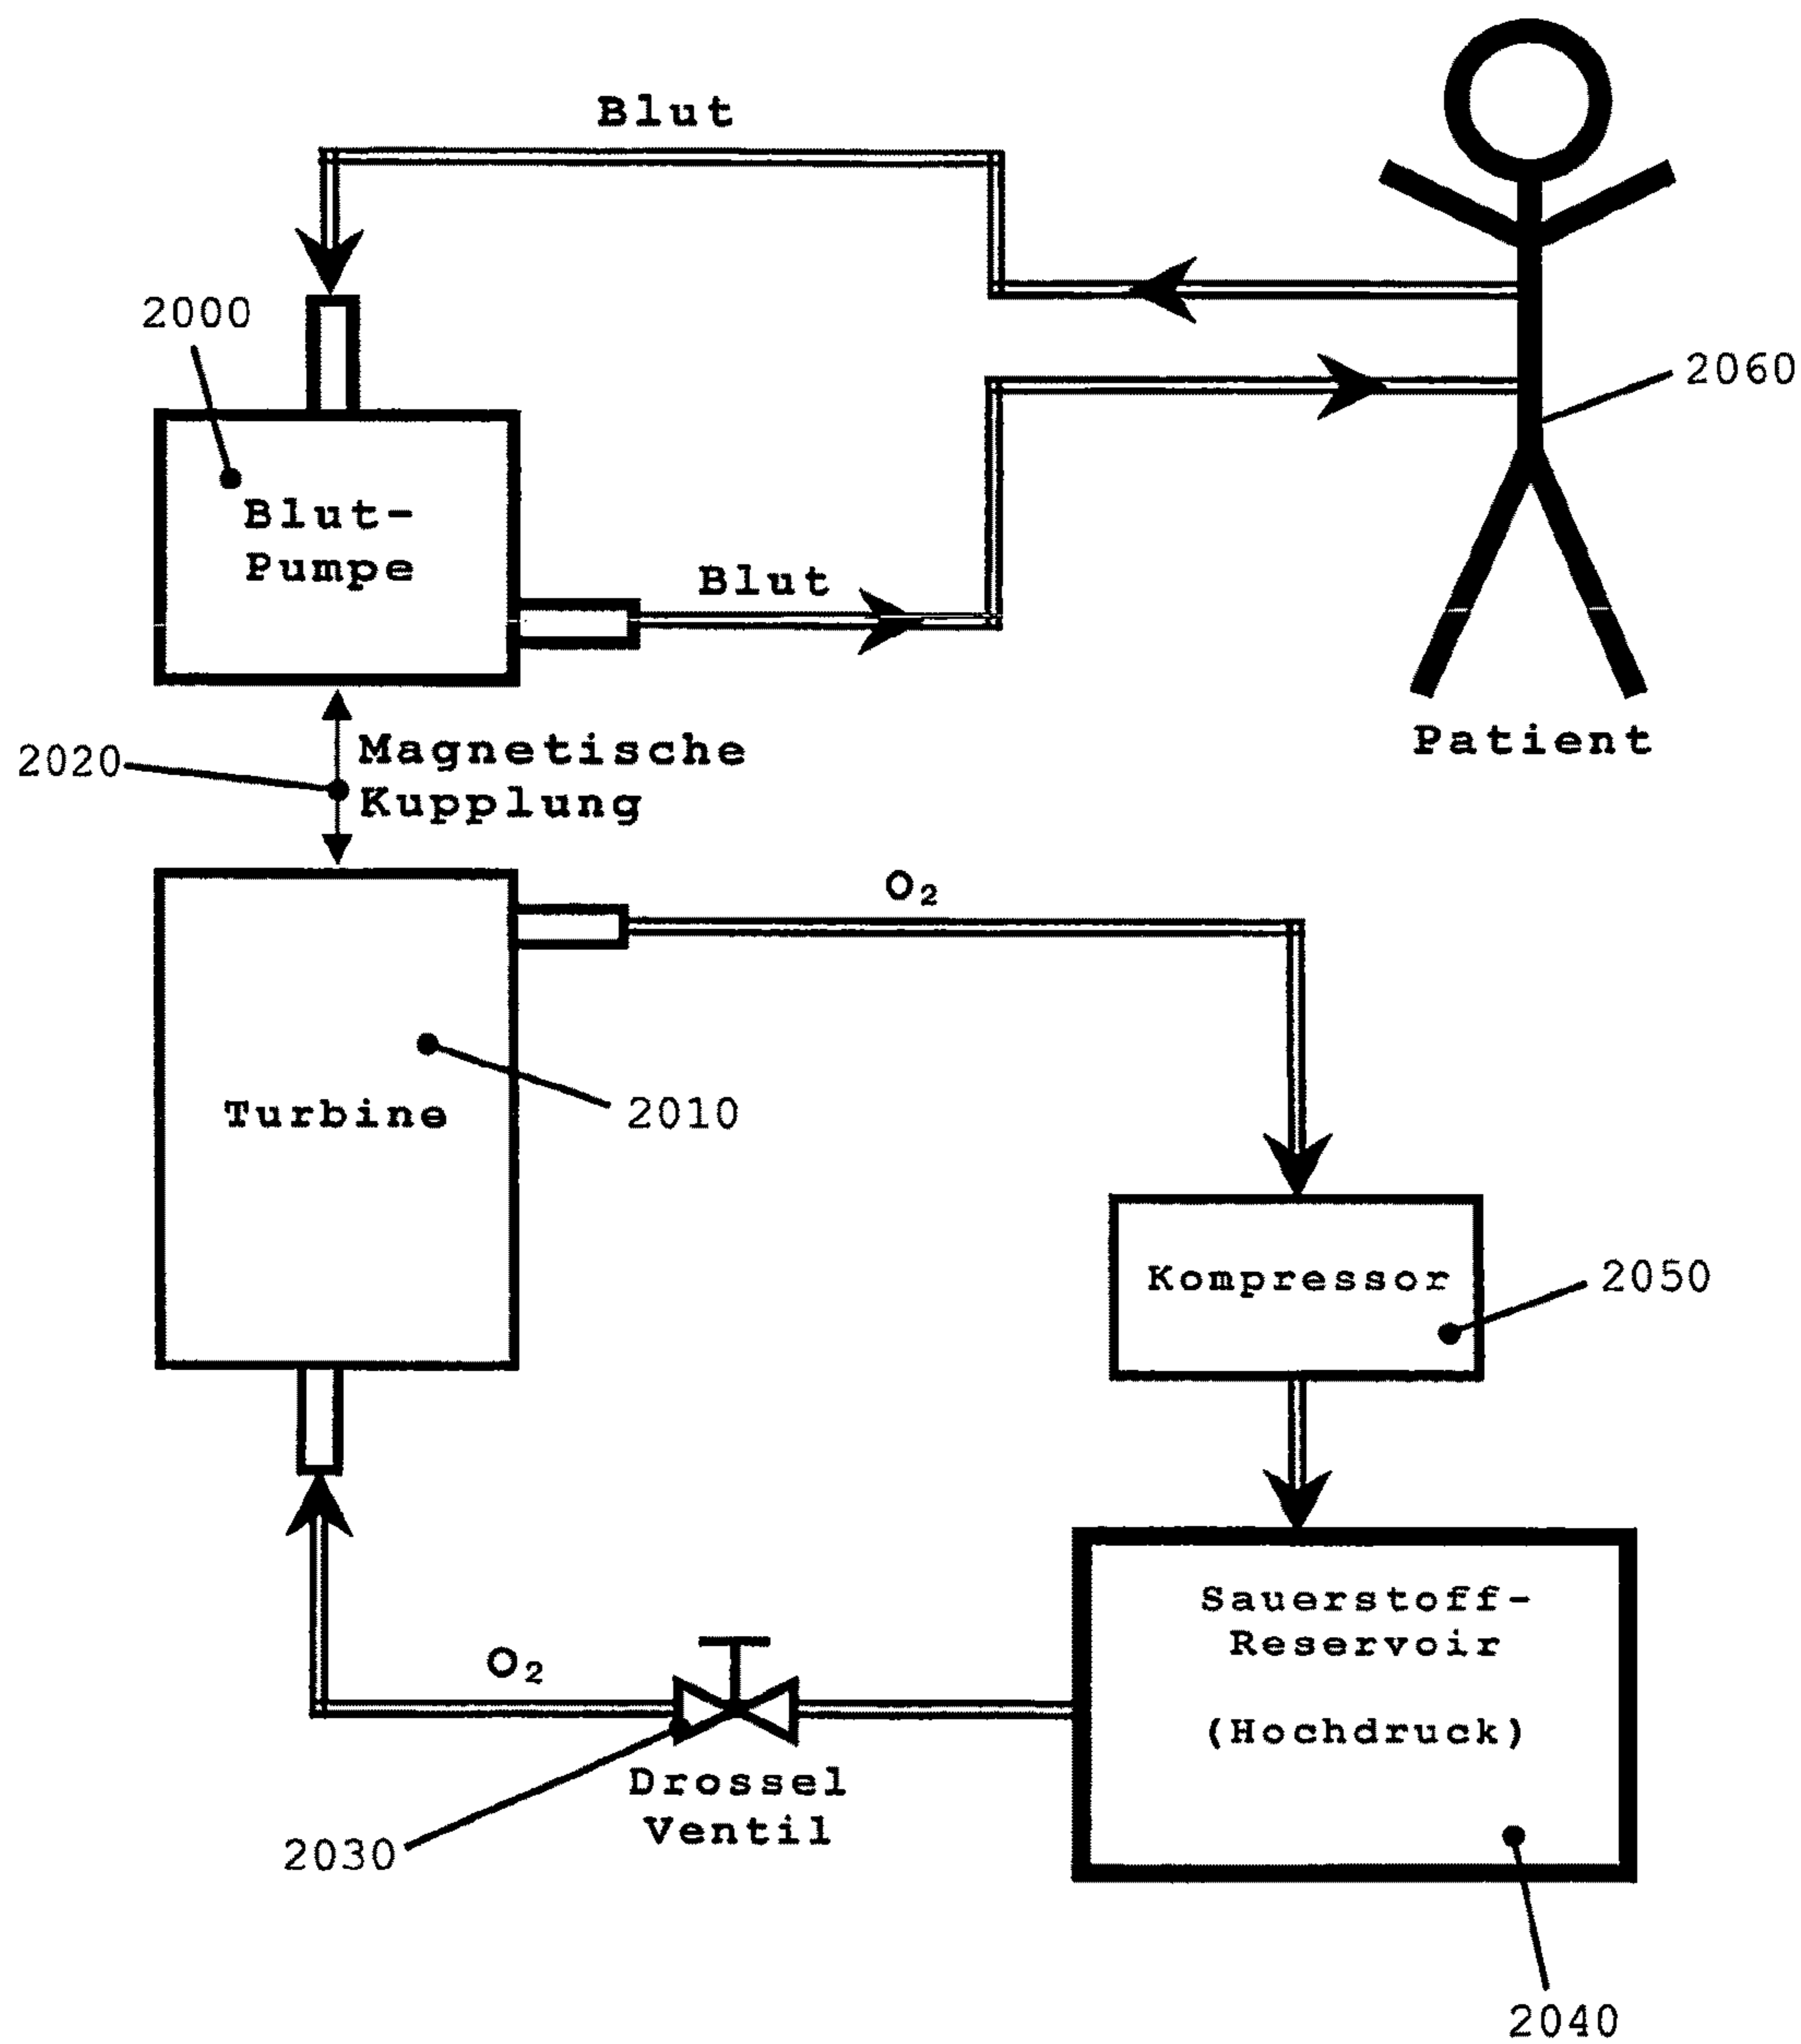 Blut
2000
2060
Blut-
Pumpe
Blut
Patient
2020
Magnetische
Kupplung
O₂
Turbine
2010
Kompressor
2050
Sauerstoff-
Reservoir
(Hochdruck)
O₂
Drossel
Ventil
2030
2040